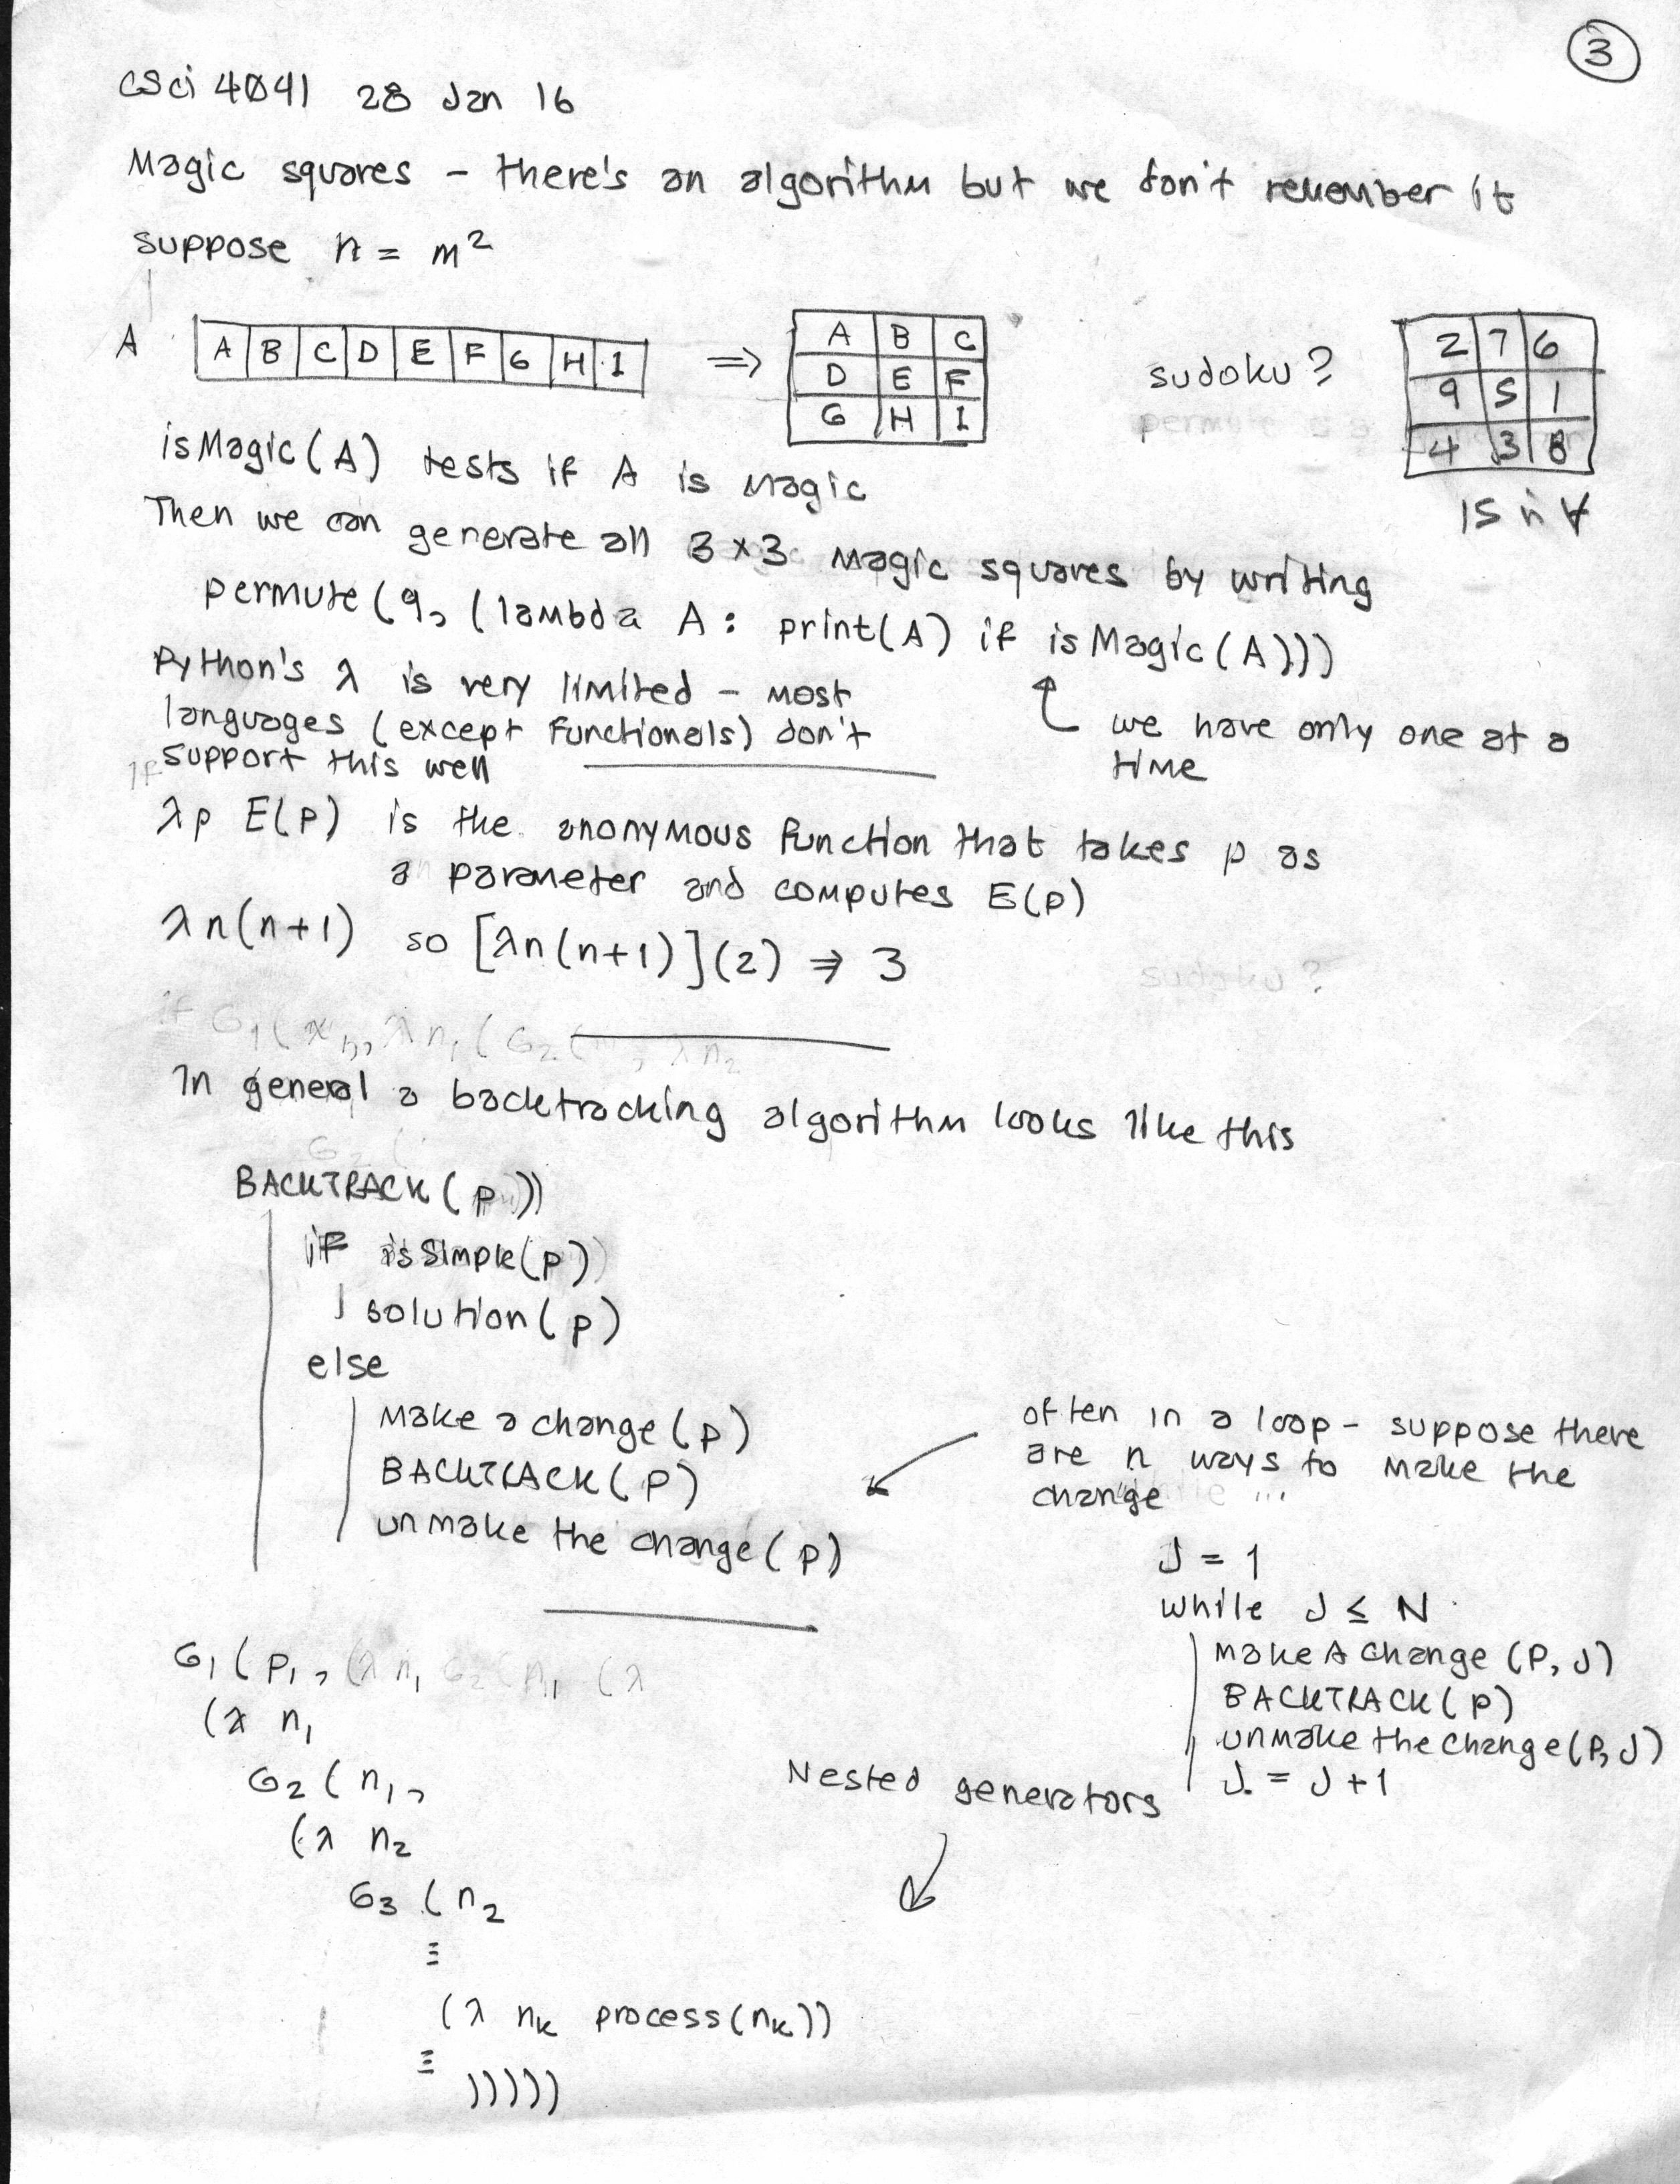 3
CSci 4041 28 Jan 16
Magic squares – there's an algorithm but we don't remember it
suppose n = m²
A A B C D E F G H I ⇒ A B C
D E F
G H I
sudoku?
2 7 6
9 5 1
4 3 8
isMagic(A) tests if A is magic
Then we can generate all 3×3 magic squares by writing
permute(9, (lambda A: print(A) if isMagic(A)))
Python's λ is very limited – most
languages (except functionals) don't
support this well
we have only one at a
time
λp E(p) is the anonymous function that takes p as
a parameter and computes E(p)
λn(n+1) so [λn(n+1)](2) ⇒ 3
sudoku?
In general a backtracking algorithm looks like this
BACKTRACK(p)
if isSimple(p)
solution(p)
else
make a change(p)
BACKTRACK(p)
unmake the change(p)
often in a loop – suppose there
are n ways to make the
change ...
J = 1
while J ≤ N
make A change (P, J)
BACKTRACK(P)
unmake the change(P, J)
J = J + 1
G₁(p₁,
(λ n₁
G₂(n₁,
(λ n₂
G₃(n₂
⋮
(λ nₖ process(nₖ))
⋮
)))))
Nested generators